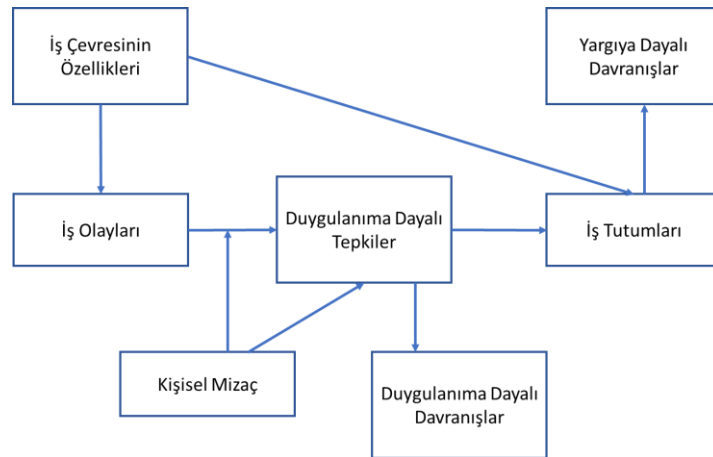 İş Çevresinin
Özellikleri
Yargıya Dayalı
Davranışlar
İş Olayları
Duygulanıma Dayalı
Tepkiler
İş Tutumları
Kişisel Mizaç
Duygulanıma Dayalı
Davranışlar